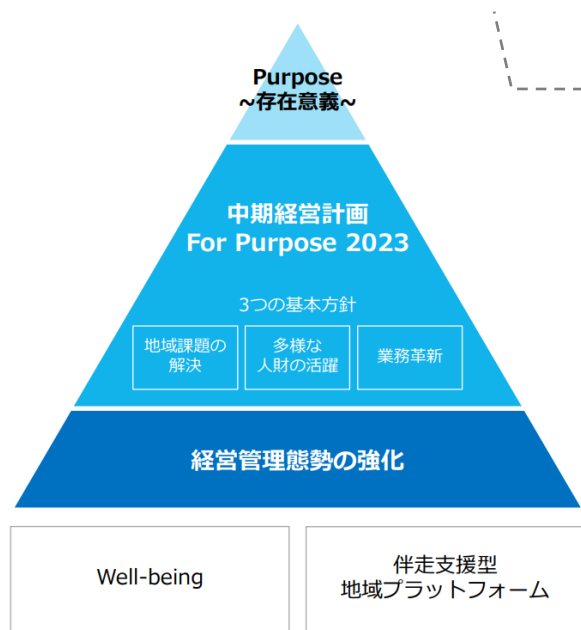 Purpose
~存在意義~
中期経営計画
For Purpose 2023
3つの基本方針
地域課題の
解決
多様な
人財の活躍
業務革新
経営管理態勢の強化
Well-being
伴走支援型
地域プラットフォーム